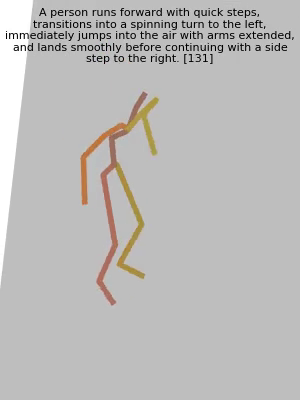 A person runs forward with quick steps,
transitions into a spinning turn to the left,
immediately jumps into the air with arms extended,
and lands smoothly before continuing with a side
step to the right. [131]